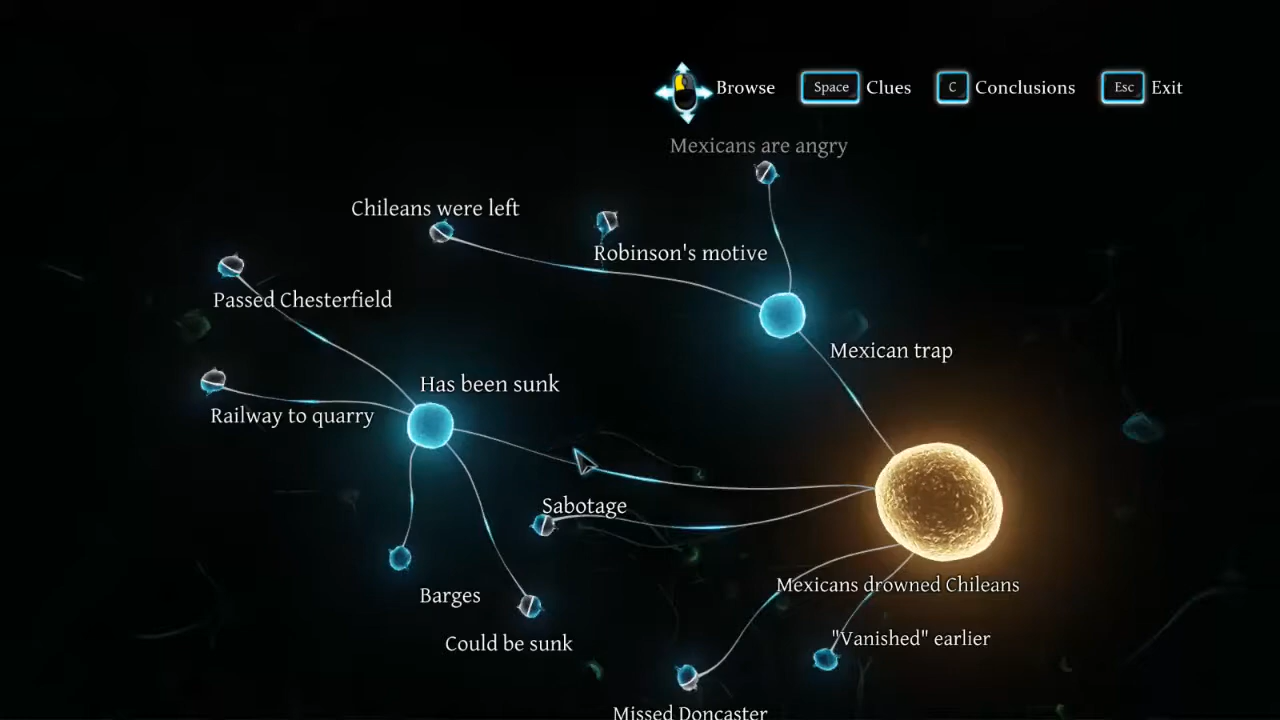 Browse
Space
Clues
C
Conclusions
Esc
Exit
Mexicans are angry
Chileans were left
Robinson's motive
Passed Chesterfield
Mexican trap
Has been sunk
Railway to quarry
Sabotage
Mexicans drowned Chileans
Barges
"Vanished" earlier
Could be sunk
Missed Doncaster